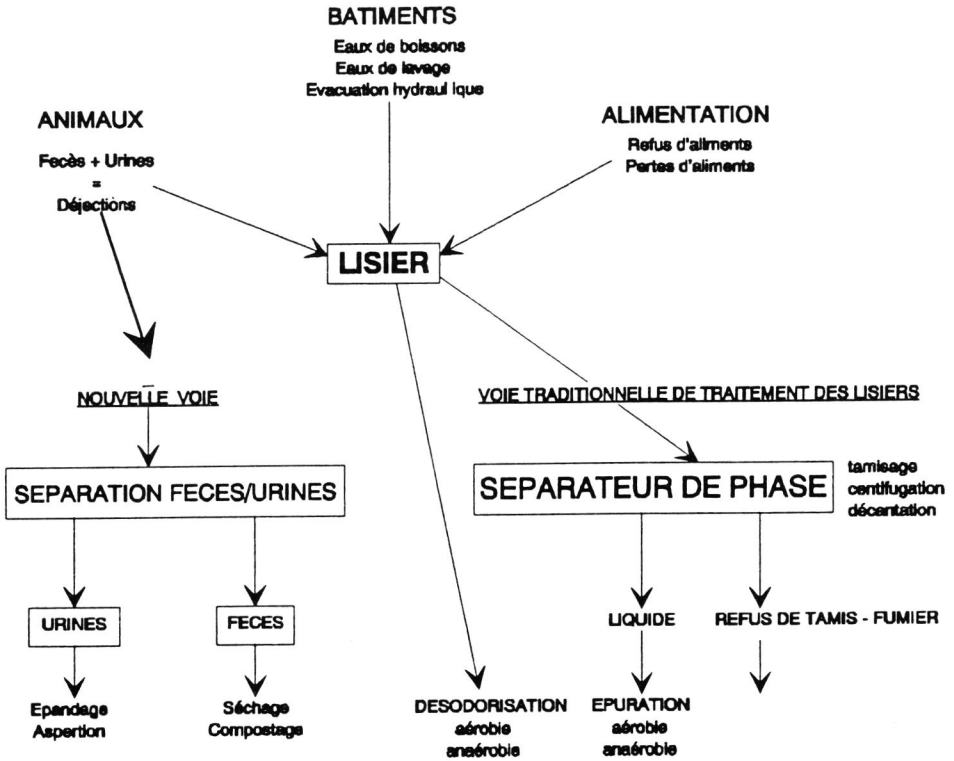 BATIMENTS
Eaux de boissons
Eaux de lavage
Evacuation hydraul ique
ANIMAUX
Fecès + Urines
=
Déjections
ALIMENTATION
Refus d'aliments
Pertes d'aliments
LISIER
NOUVELLE VOIE
VOIE TRADITIONNELLE DE TRAITEMENT DES LISIERS
SEPARATION FECES/URINES
SEPARATEUR DE PHASE
tamisage
centifugation
décantation
URINES
FECES
LIQUIDE
REFUS DE TAMIS - FUMIER
Epandage
Aspertion
Séchage
Compostage
DESODORISATION
aérobie
anaérobie
EPURATION
aérobie
anaérobie